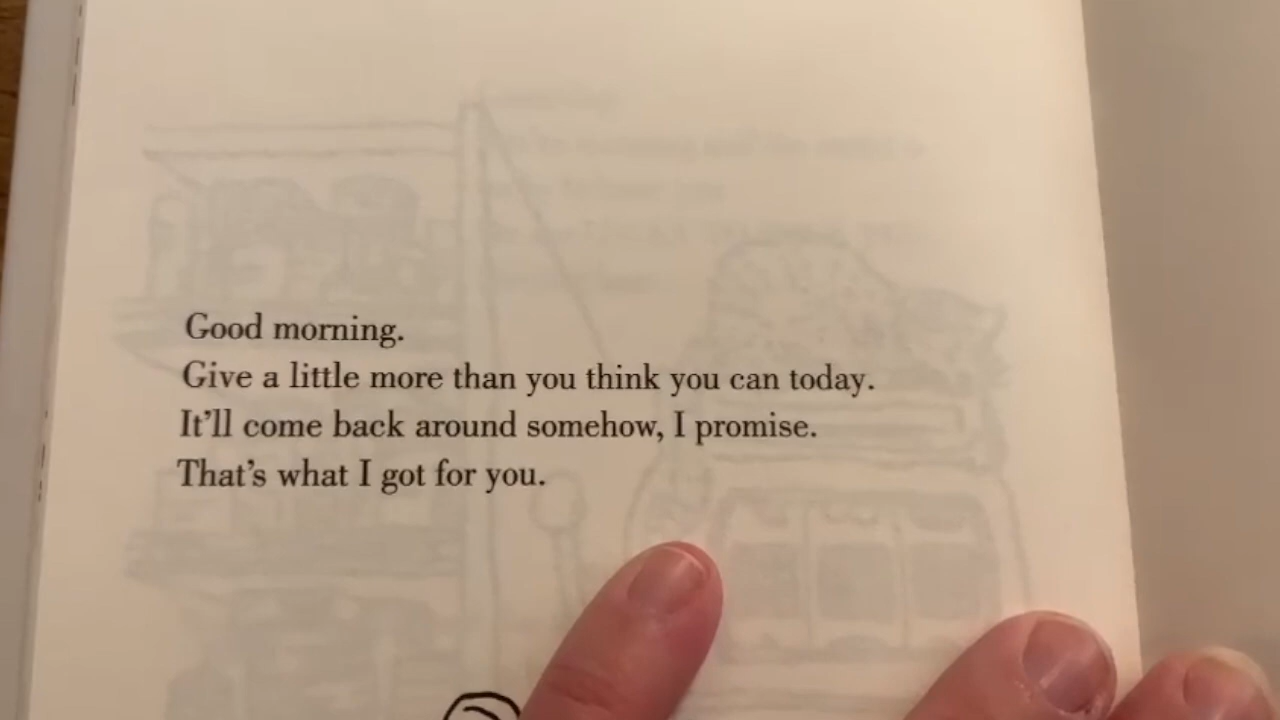 Good morning.
Give a little more than you think you can today.
It’ll come back around somehow, I promise.
That’s what I got for you.